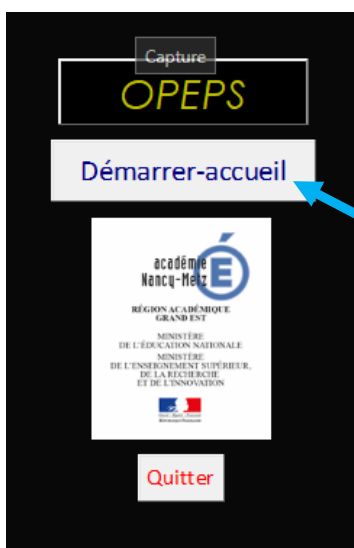 Capture
OPEPS
Démarrer-accueil
académie
Nancy-Metz
RÉGION ACADÉMIQUE
GRAND EST
MINISTÈRE
DE L'ÉDUCATION NATIONALE
MINISTÈRE
DE L'ENSEIGNEMENT SUPÉRIEUR,
DE LA RECHERCHE
ET DE L'INNOVATION
Quitter